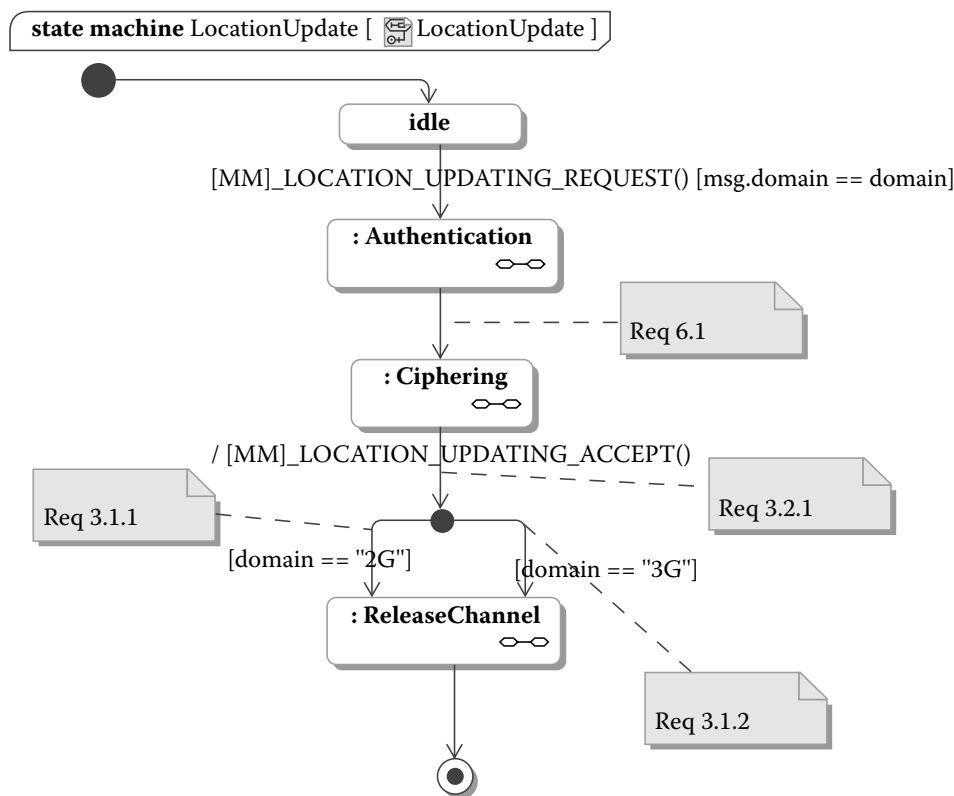 state machine LocationUpdate [ LocationUpdate ]
idle
[MM]_LOCATION_UPDATING_REQUEST() [msg.domain == domain]
: Authentication
Req 6.1
: Ciphering
/ [MM]_LOCATION_UPDATING_ACCEPT()
Req 3.1.1
Req 3.2.1
[domain == "2G"]
[domain == "3G"]
: ReleaseChannel
Req 3.1.2